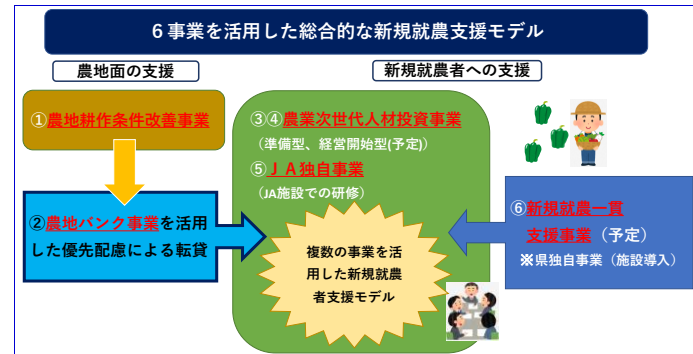 ６事業を活用した総合的な新規就農支援モデル
農地面の支援
新規就農者への支援
①農地耕作条件改善事業
②農地バンク事業を活用
した優先配慮による転貸
③④農業次世代人材投資事業
（準備型、経営開始型(予定)）
⑤ＪＡ独自事業
（JA施設での研修）
複数の事業を活
用した新規就農
者支援モデル
⑥新規就農一貫
支援事業（予定）
※県独自事業（施設導入）